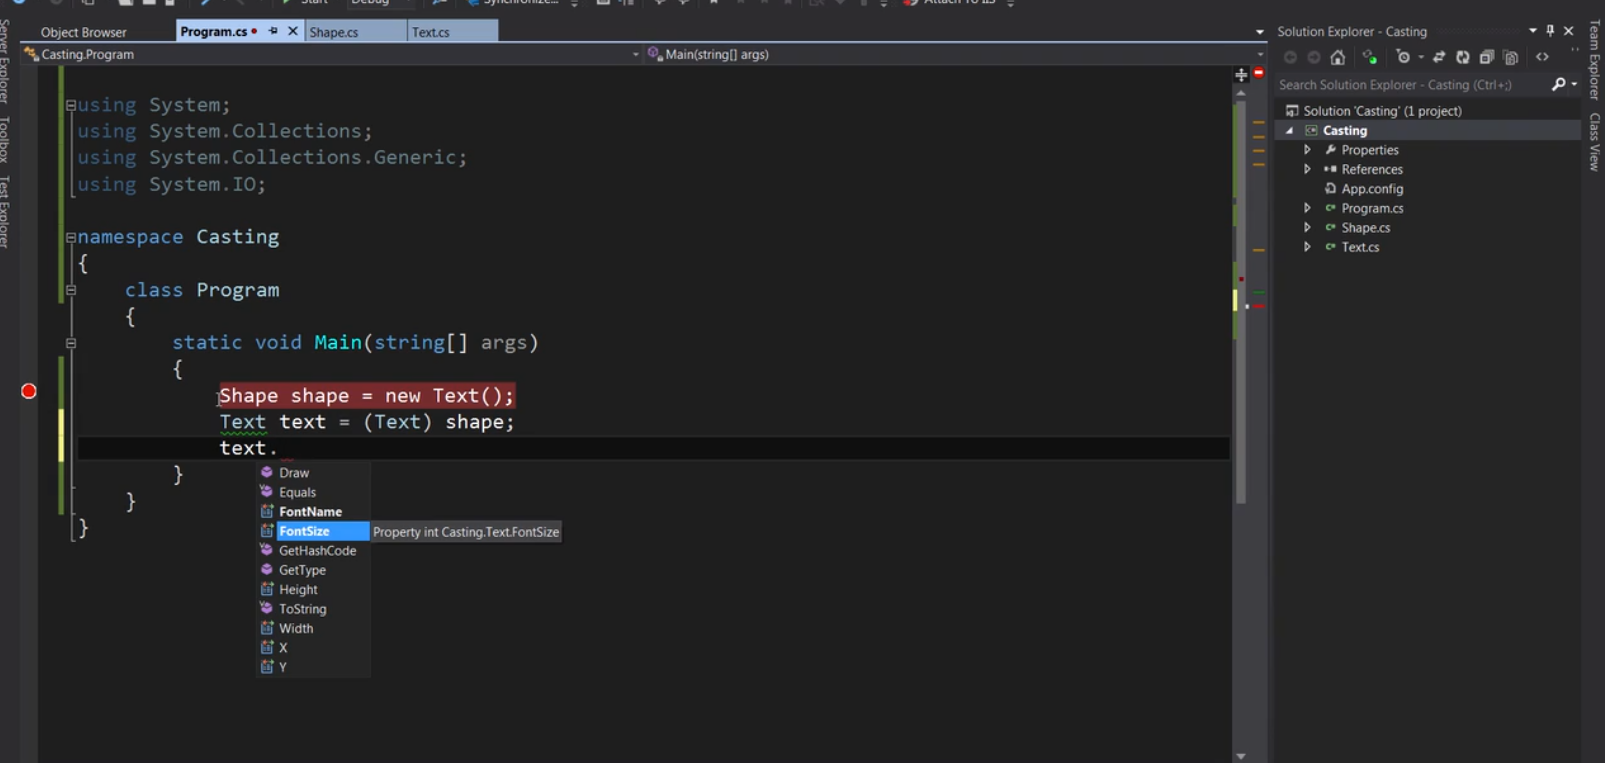 Start
Debug
Synchronize...
Attach To IIS
Object Browser
Program.cs
Shape.cs
Text.cs
Casting.Program
Main(string[] args)
using System;
using System.Collections;
using System.Collections.Generic;
using System.IO;
namespace Casting
{
class Program
{
static void Main(string[] args)
{
Shape shape = new Text();
Text text = (Text) shape;
text.
}
}
}
Draw
Equals
FontName
FontSize
Property int Casting.Text.FontSize
GetHashCode
GetType
Height
ToString
Width
X
Y
Solution Explorer - Casting
Search Solution Explorer - Casting (Ctrl+;)
Solution 'Casting' (1 project)
Casting
Properties
References
App.config
Program.cs
Shape.cs
Text.cs
Server Explorer
Toolbox
Test Explorer
Team Explorer
Class View